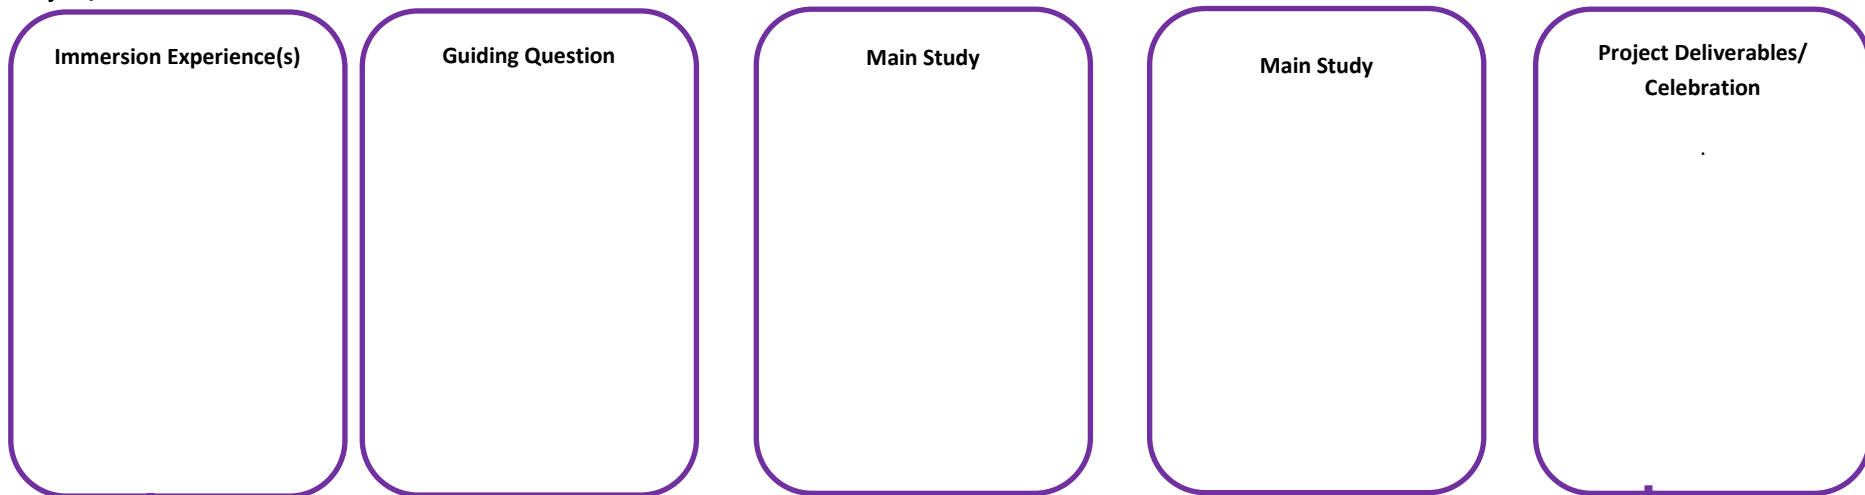 Immersion Experience(s)
Guiding Question
Main Study
Main Study
Project Deliverables/
Celebration
.